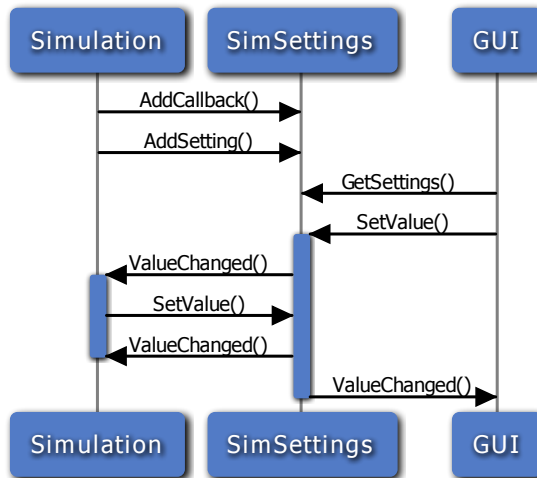 Simulation
SimSettings
GUI
AddCallback()
AddSetting()
GetSettings()
SetValue()
ValueChanged()
SetValue()
ValueChanged()
ValueChanged()
Simulation
SimSettings
GUI